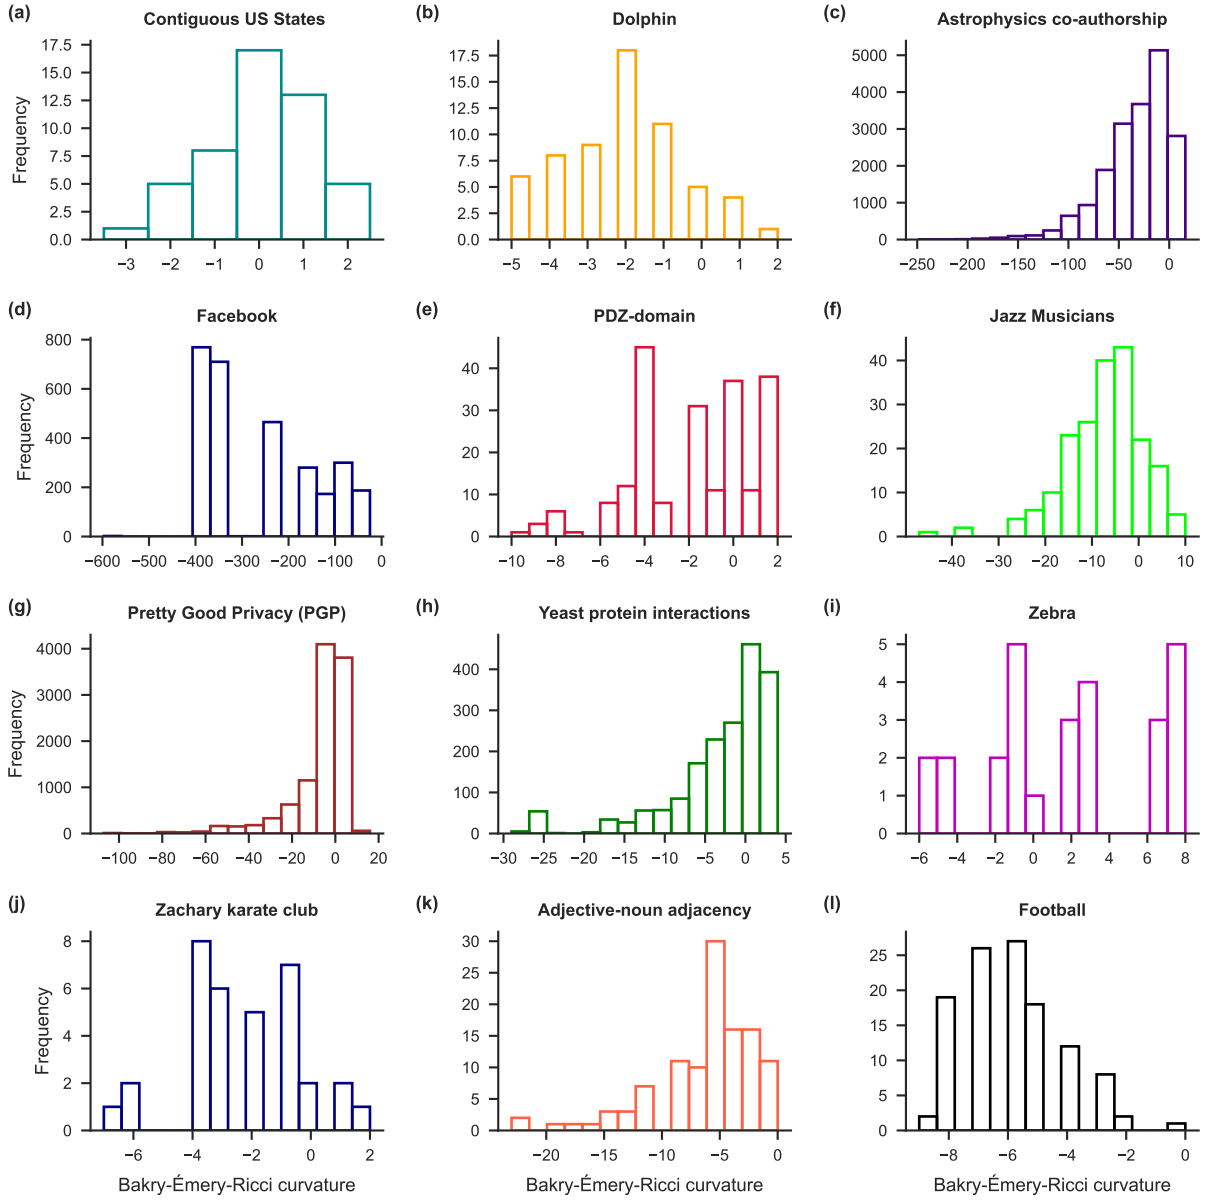 (a) Contiguous US States
(b) Dolphin
(c) Astrophysics co-authorship
Frequency
17.5
15.0
12.5
10.0
7.5
5.0
2.5
0.0
−3 −2 −1 0 1 2
17.5
15.0
12.5
10.0
7.5
5.0
2.5
0.0
−5 −4 −3 −2 −1 0 1 2
5000
4000
3000
2000
1000
0
−250 −200 −150 −100 −50 0
(d) Facebook
(e) PDZ-domain
(f) Jazz Musicians
Frequency
800
600
400
200
0
−600 −500 −400 −300 −200 −100 0
40
30
20
10
0
−10 −8 −6 −4 −2 0 2
40
30
20
10
0
−40 −30 −20 −10 0 10
(g) Pretty Good Privacy (PGP)
(h) Yeast protein interactions
(i) Zebra
Frequency
4000
3000
2000
1000
0
−100 −80 −60 −40 −20 0 20
400
300
200
100
0
−30 −25 −20 −15 −10 −5 0 5
5
4
3
2
1
0
−6 −4 −2 0 2 4 6 8
(j) Zachary karate club
(k) Adjective-noun adjacency
(l) Football
Frequency
8
6
4
2
0
−6 −4 −2 0 2
30
25
20
15
10
5
0
−20 −15 −10 −5 0
25
20
15
10
5
0
−8 −6 −4 −2 0
Bakry-Émery-Ricci curvature
Bakry-Émery-Ricci curvature
Bakry-Émery-Ricci curvature